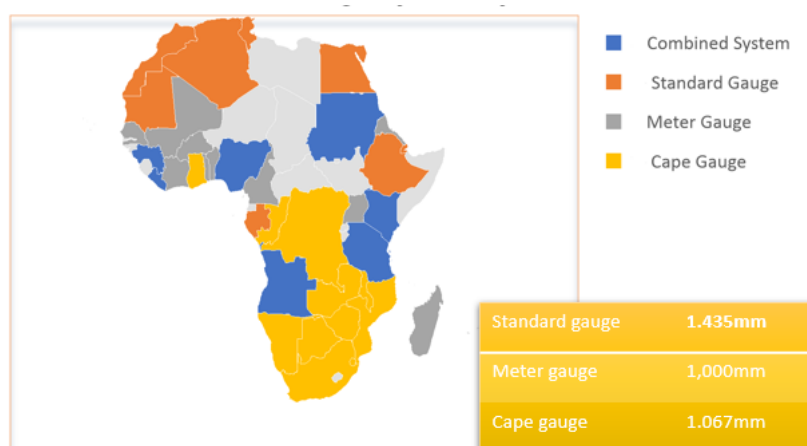 Combined System
Standard Gauge
Meter Gauge
Cape Gauge
Standard gauge 1.435mm
Meter gauge 1,000mm
Cape gauge 1.067mm